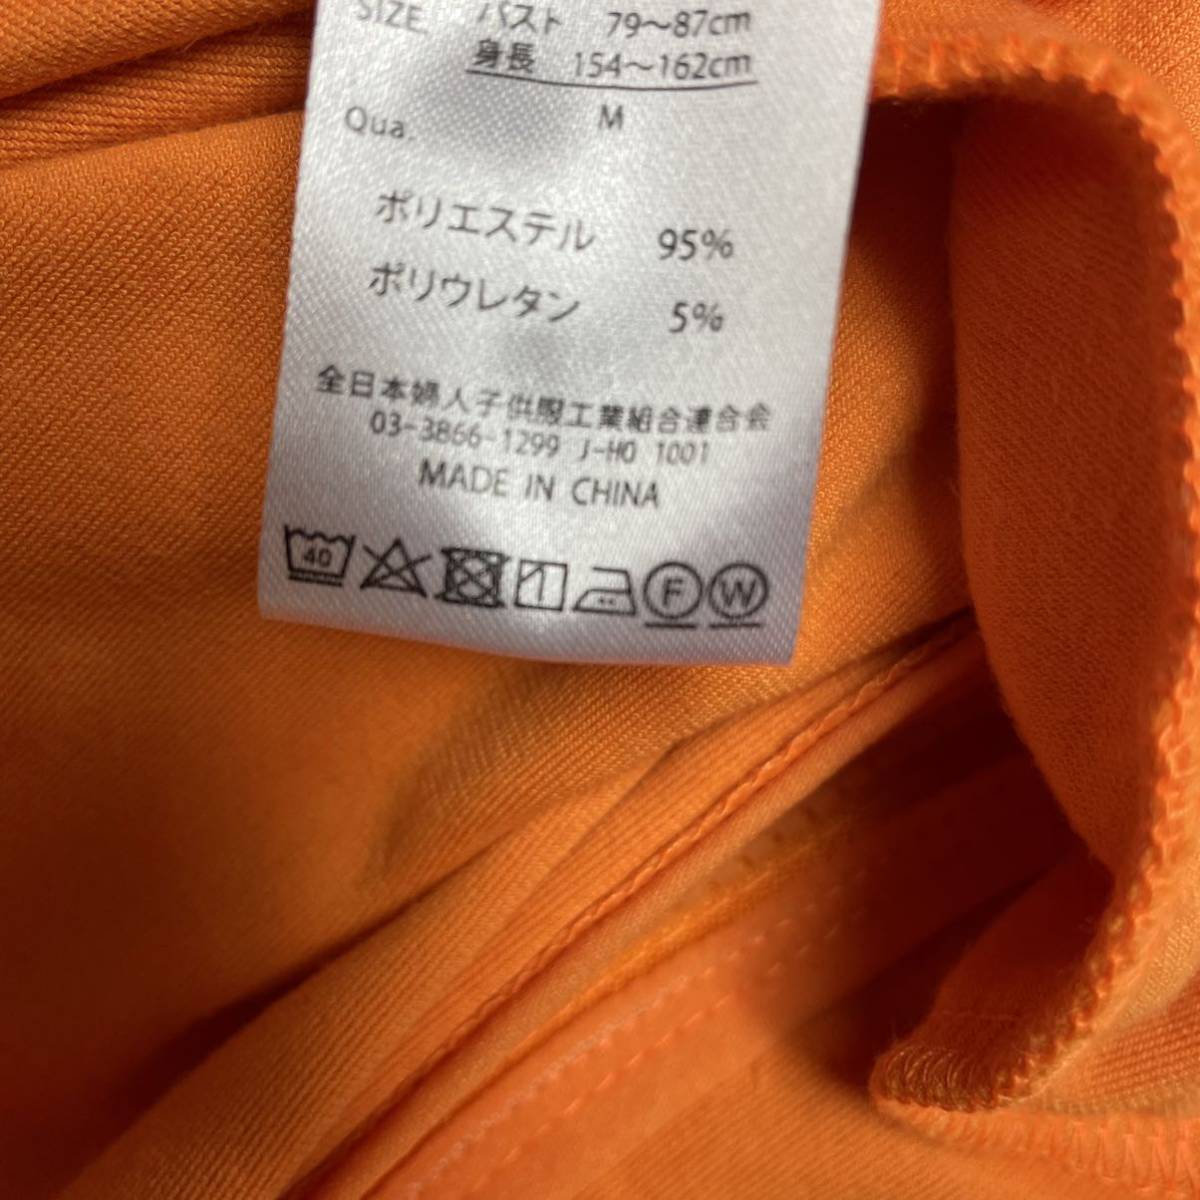 SIZE バスト 79～87cm
身長 154～162cm
M
Qua.
ポリエステル 95%
ポリウレタン 5%
全日本婦人子供服工業組合連合会
03-3866-1299 J-H0 1001
MADE IN CHINA
40 F W